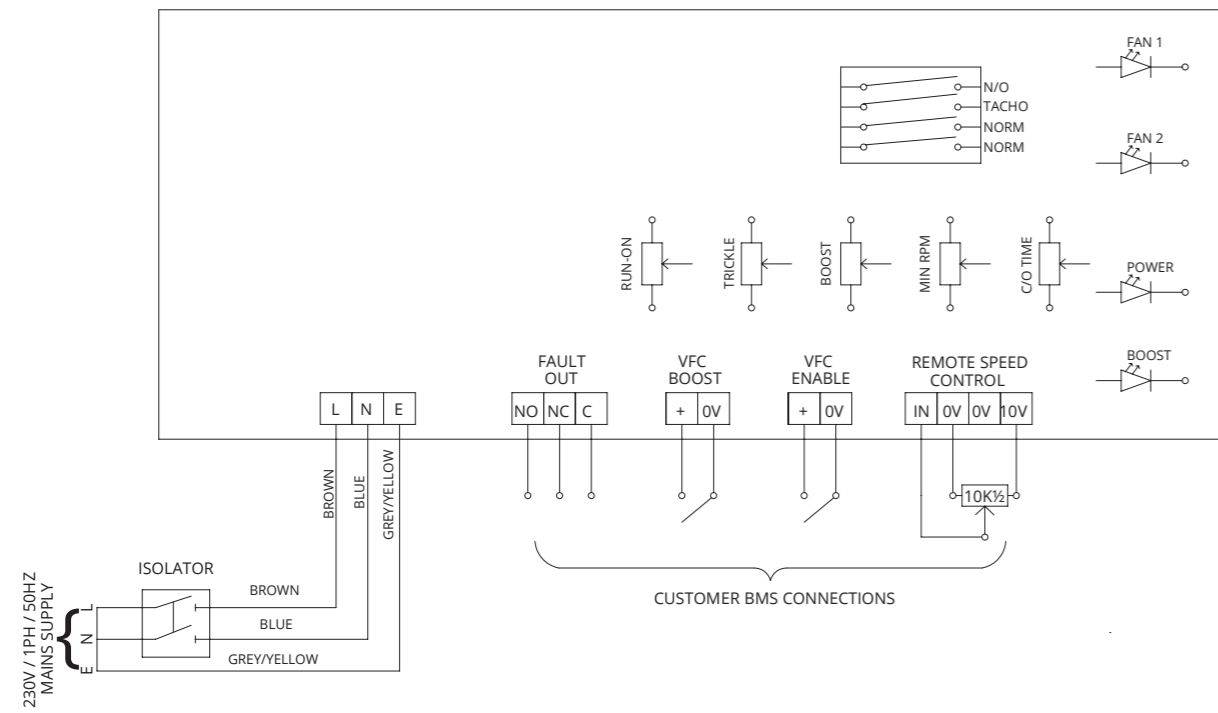 FAN 1
N/O
TACHO
NORM
NORM
FAN 2
RUN-ON
TRICKLE
BOOST
MIN RPM
C/O TIME
POWER
BOOST
FAULT
OUT
VFC
BOOST
VFC
ENABLE
REMOTE SPEED
CONTROL
L N E
NO NC C
+ 0V
+ 0V
IN 0V 0V 10V
BROWN
BLUE
GREY/YELLOW
10K½
CUSTOMER BMS CONNECTIONS
ISOLATOR
BROWN
BLUE
GREY/YELLOW
230V / 1PH / 50HZ
MAINS SUPPLY
L
N
E